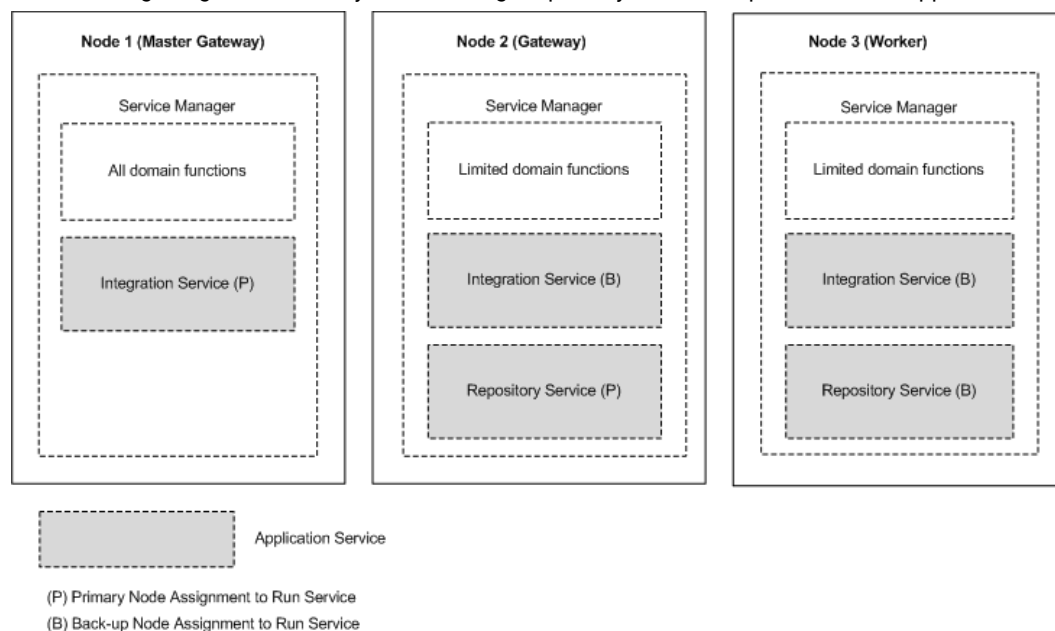 Node 1 (Master Gateway)
Service Manager
All domain functions
Integration Service (P)
Node 2 (Gateway)
Service Manager
Limited domain functions
Integration Service (B)
Repository Service (P)
Node 3 (Worker)
Service Manager
Limited domain functions
Integration Service (B)
Repository Service (B)
Application Service
(P) Primary Node Assignment to Run Service
(B) Back-up Node Assignment to Run Service